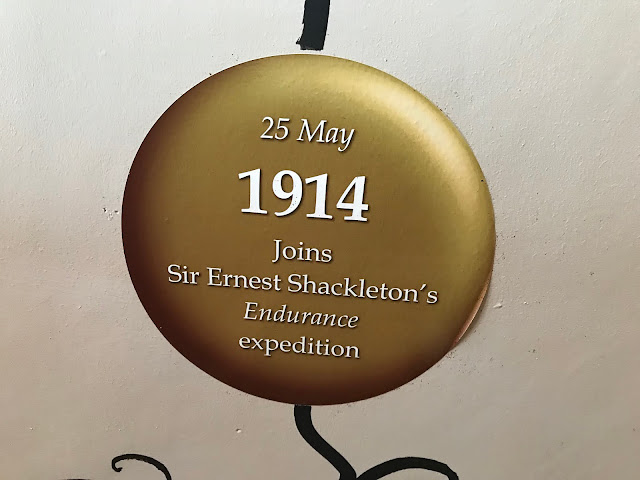 25 May
1914
Joins
Sir Ernest Shackleton´s
Endurance
expedition